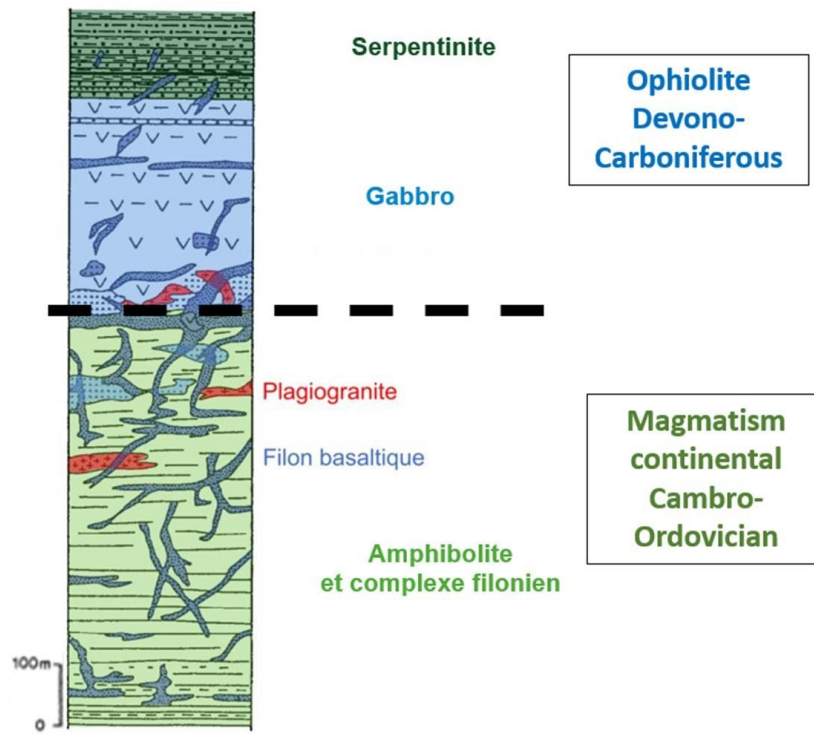 Serpentinite
Ophiolite
Devono-
Carboniferous
Gabbro
Plagiogranite
Filon basaltique
Magmatism
continental
Cambro-
Ordovician
Amphibolite
et complexe filonien
100m
0